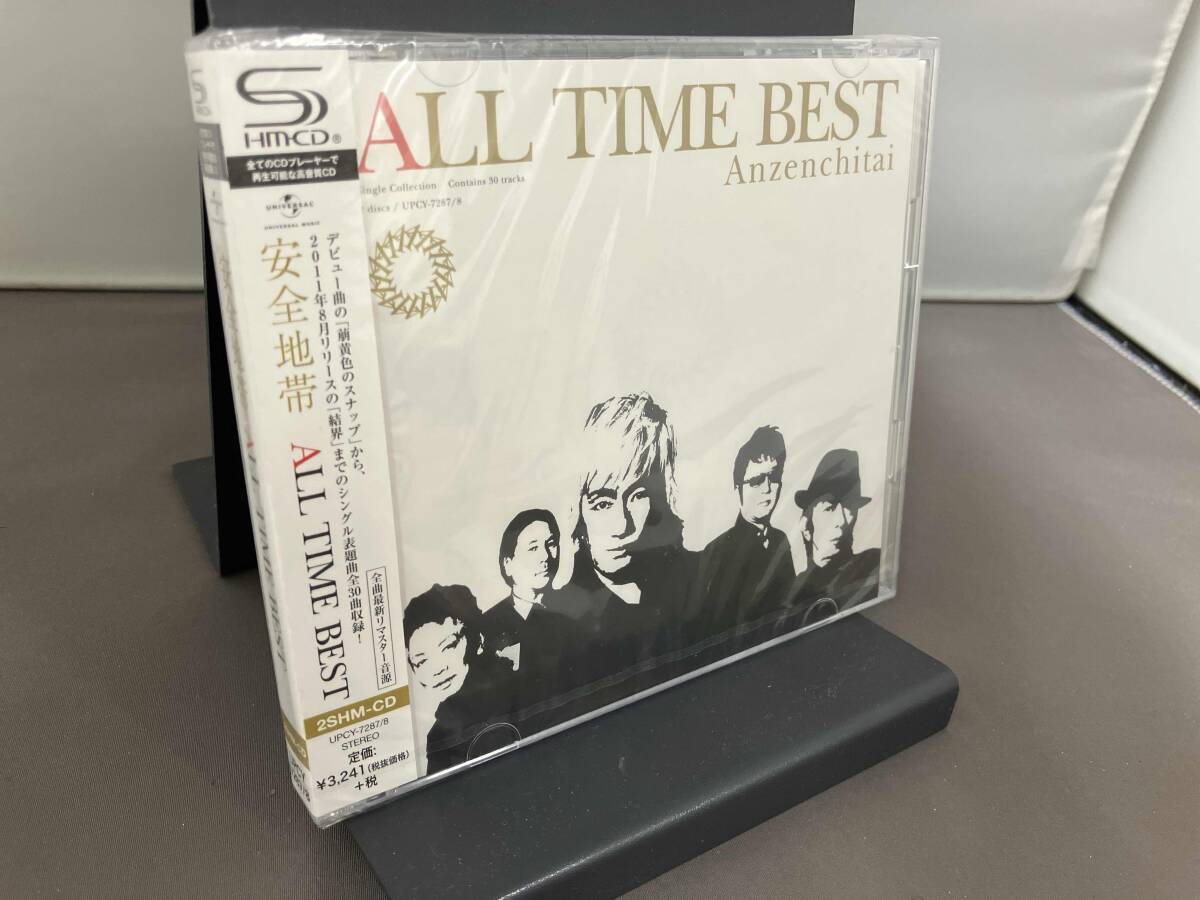 SHM-CD®
全てのCDプレーヤーで
再生可能な高音質CD
UNIVERSAL
UNIVERSAL MUSIC
デビュー曲の「萠黄色のスナップ」から、
2011年8月リリースの「結界」までのシングル表題曲全30曲収録!
安全地帯 ALL TIME BEST
全曲最新リマスター音源
2SHM-CD
UPCY-7287/8
STEREO
定価:
¥3,241(税抜価格)
+税
ALL TIME BEST
Anzenchitai
Single Collection Contains 30 tracks
discs / UPCY-7287/8